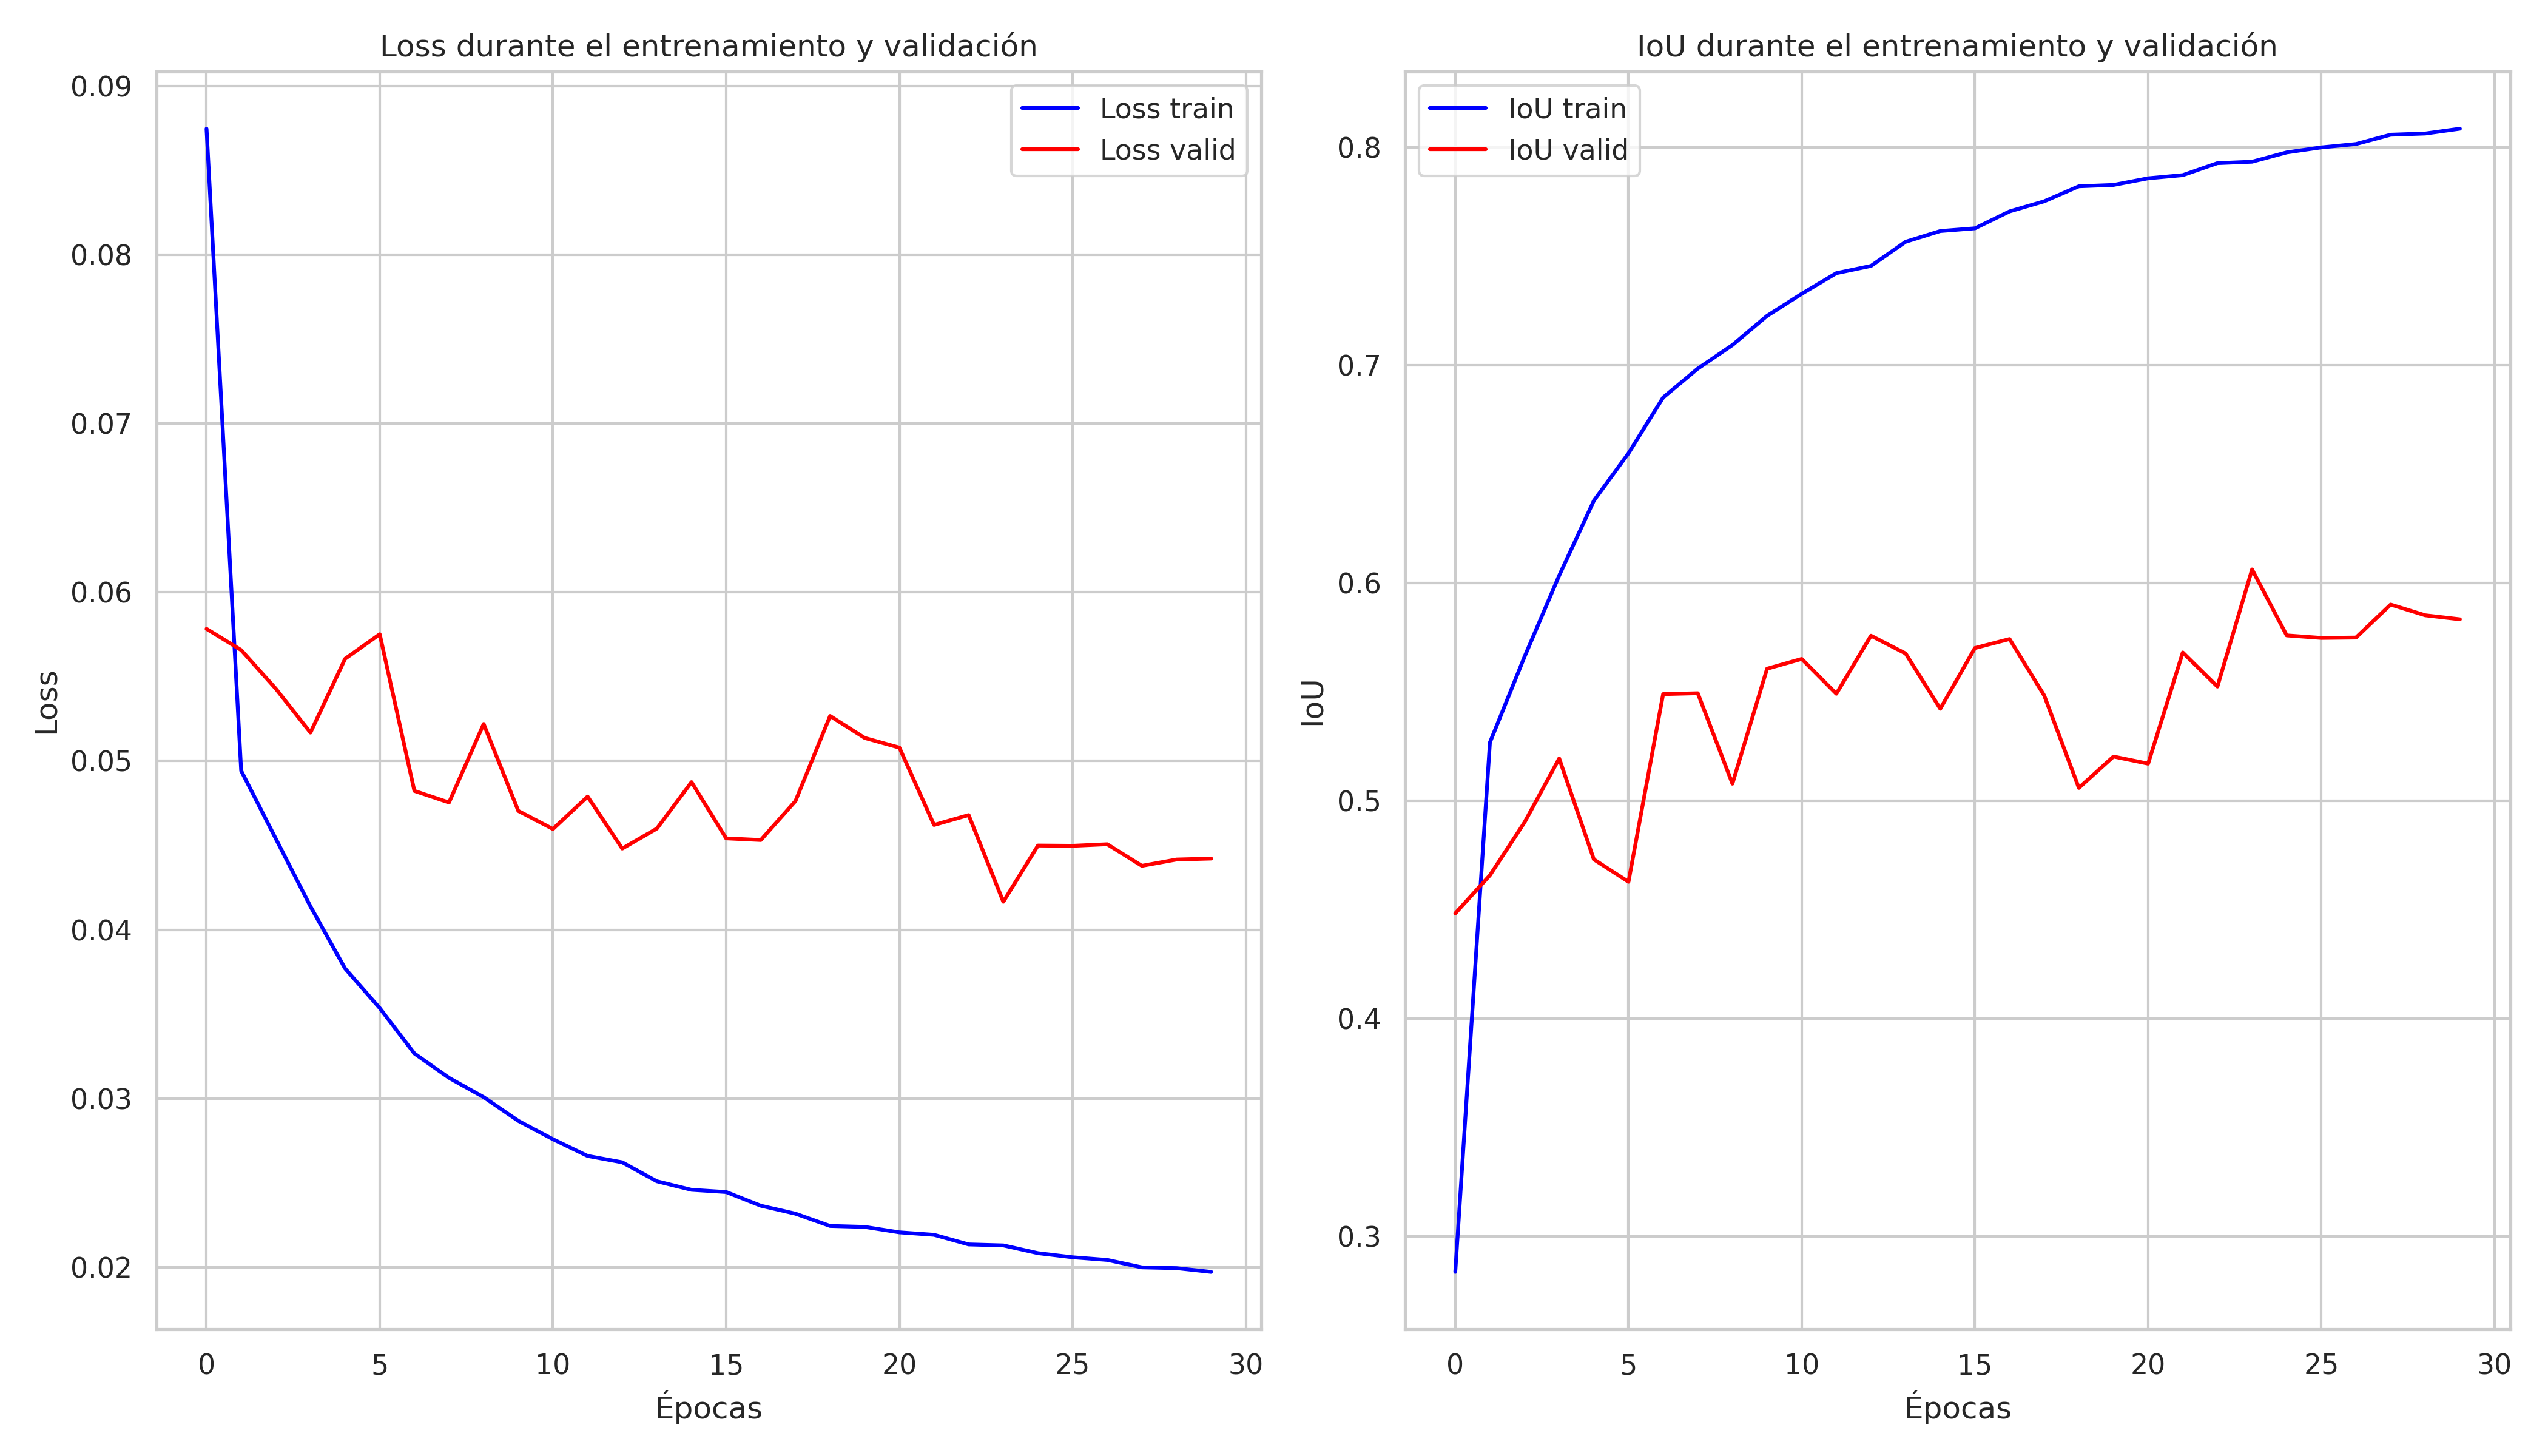 Loss durante el entrenamiento y validación
0.09
0.08
0.07
0.06
0.05
0.04
0.03
0.02
Loss
Loss train
Loss valid
0 5 10 15 20 25 30
Épocas
IoU durante el entrenamiento y validación
0.8
0.7
0.6
0.5
0.4
0.3
IoU
IoU train
IoU valid
0 5 10 15 20 25 30
Épocas